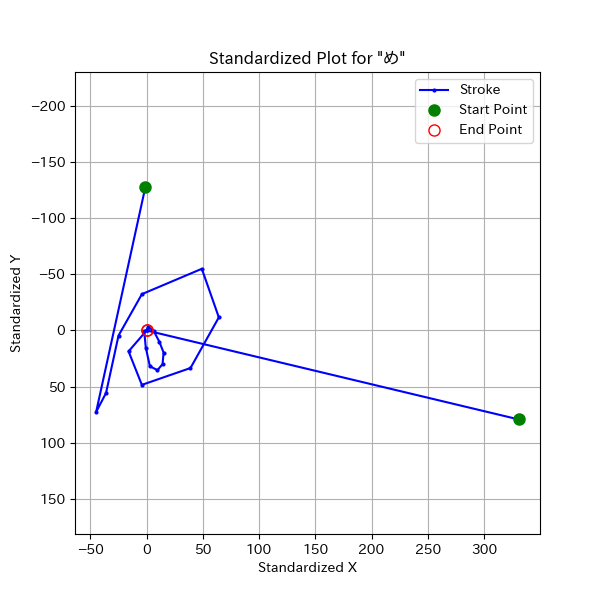 Standardized Plot for "め"
Stroke
Start Point
End Point
Standardized Y
−200
−150
−100
−50
0
50
100
150
−50 0 50 100 150 200 250 300
Standardized X